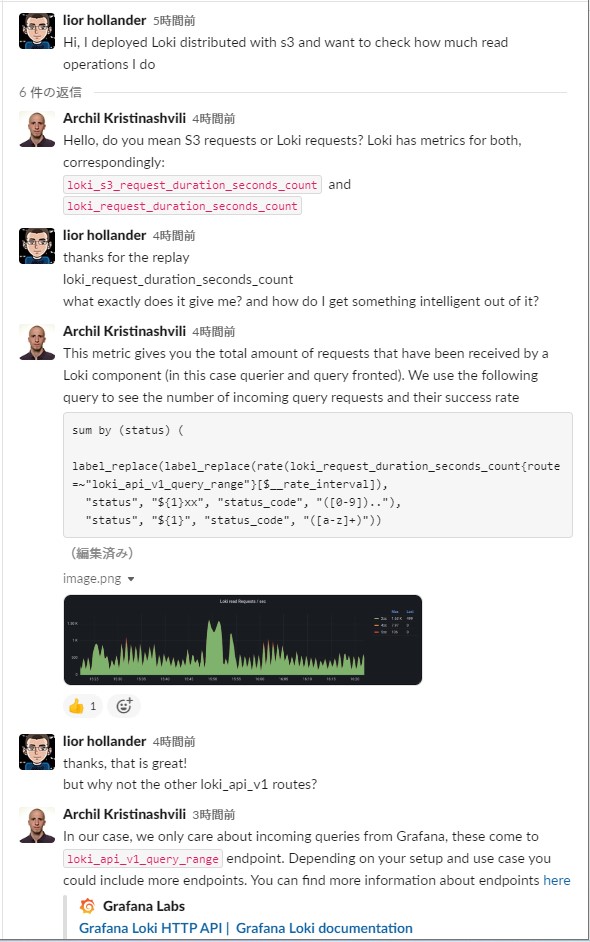 lior hollander 5時間前
Hi, I deployed Loki distributed with s3 and want to check how much read
operations I do
6 件の返信
Archil Kristinashvili 4時間前
Hello, do you mean S3 requests or Loki requests? Loki has metrics for both,
correspondingly:
loki_s3_request_duration_seconds_count and
loki_request_duration_seconds_count
lior hollander 4時間前
thanks for the replay
loki_request_duration_seconds_count
what exactly does it give me? and how do I get something intelligent out of it?
Archil Kristinashvili 4時間前
This metric gives you the total amount of requests that have been received by a
Loki component (in this case querier and query fronted). We use the following
query to see the number of incoming query requests and their success rate
sum by (status) (
label_replace(label_replace(rate(loki_request_duration_seconds_count{route
=~"loki_api_v1_query_range"}[$__rate_interval]),
"status", "${1}xx", "status_code", "([0-9]).."),
"status", "${1}", "status_code", "([a-z]+)"))
（編集済み）
image.png
Loki read Requests / sec
1
lior hollander 4時間前
thanks, that is great!
but why not the other loki_api_v1 routes?
Archil Kristinashvili 3時間前
In our case, we only care about incoming queries from Grafana, these come to
loki_api_v1_query_range endpoint. Depending on your setup and use case you
could include more endpoints. You can find more information about endpoints here
Grafana Labs
Grafana Loki HTTP API | Grafana Loki documentation